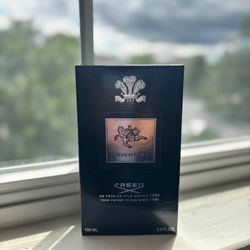 AVENTUS
CREED
DE PÈRE EN FILS DEPUIS 1760
FROM FATHER TO SON SINCE 1760
100 ML
3.3 FL OZ